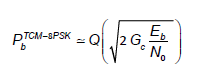 P_b^{TCM-8PSK} ≃ Q(√(2 G_c E_b/N_0))